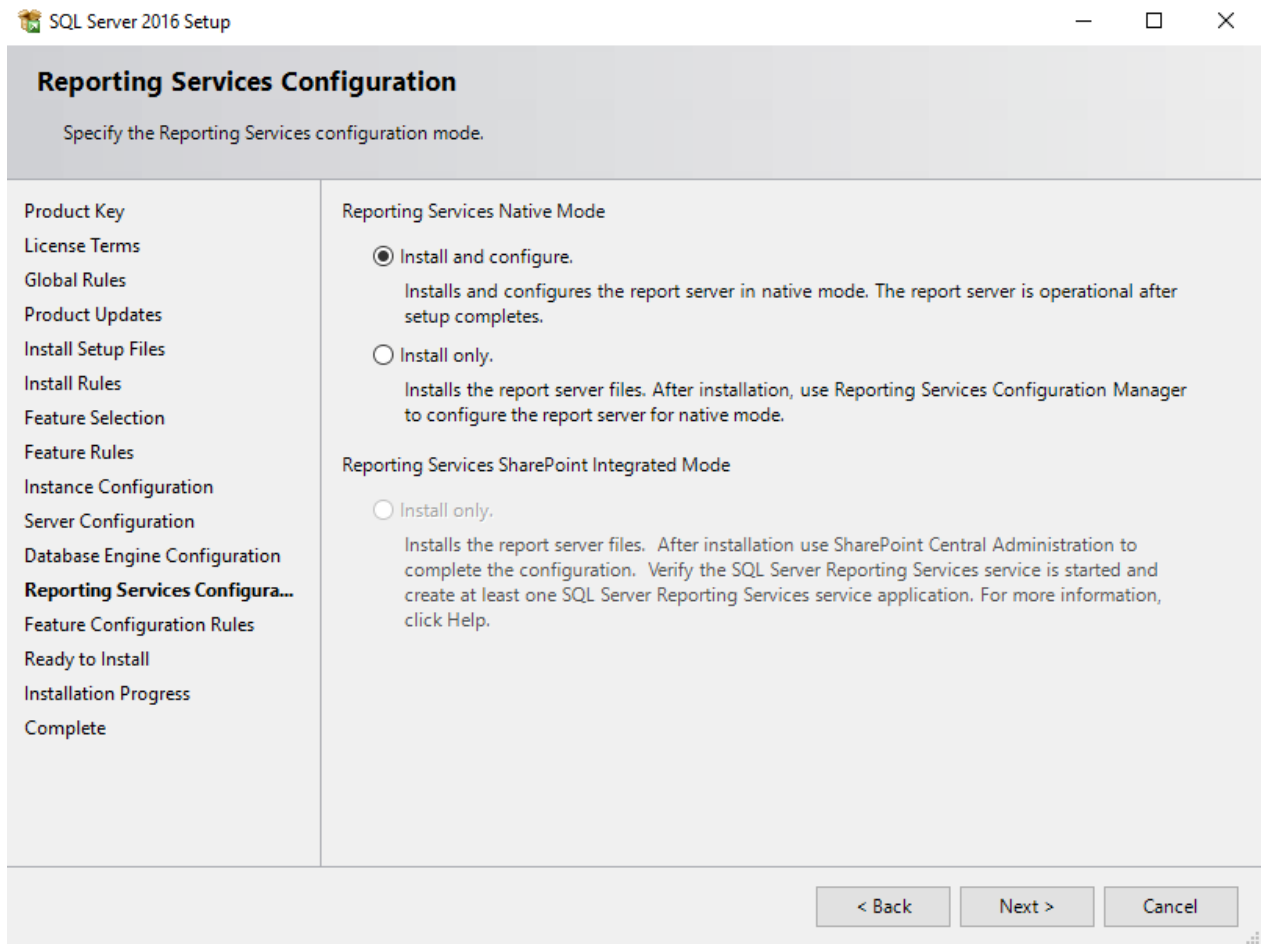 SQL Server 2016 Setup
Reporting Services Configuration
Specify the Reporting Services configuration mode.
Product Key
License Terms
Global Rules
Product Updates
Install Setup Files
Install Rules
Feature Selection
Feature Rules
Instance Configuration
Server Configuration
Database Engine Configuration
Reporting Services Configura...
Feature Configuration Rules
Ready to Install
Installation Progress
Complete
Reporting Services Native Mode
Install and configure.
Installs and configures the report server in native mode. The report server is operational after
setup completes.
Install only.
Installs the report server files. After installation, use Reporting Services Configuration Manager
to configure the report server for native mode.
Reporting Services SharePoint Integrated Mode
Install only.
Installs the report server files.  After installation use SharePoint Central Administration to
complete the configuration.  Verify the SQL Server Reporting Services service is started and
create at least one SQL Server Reporting Services service application. For more information,
click Help.
< Back
Next >
Cancel